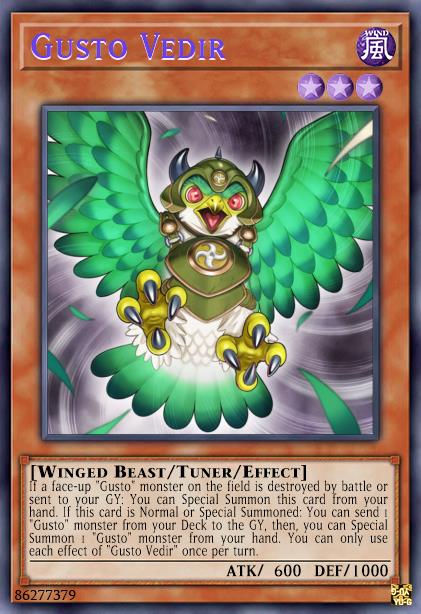 Gusto Vedir
WIND
風
[Winged Beast/Tuner/Effect]
If a face-up "Gusto" monster on the field is destroyed by battle or
sent to your GY: You can Special Summon this card from your
hand. If this card is Normal or Special Summoned: You can send 1
"Gusto" monster from your Deck to the GY, then, you can Special
Summon 1 "Gusto" monster from your hand. You can only use
each effect of "Gusto Vedir" once per turn.
ATK/ 600 DEF/1000
86277379